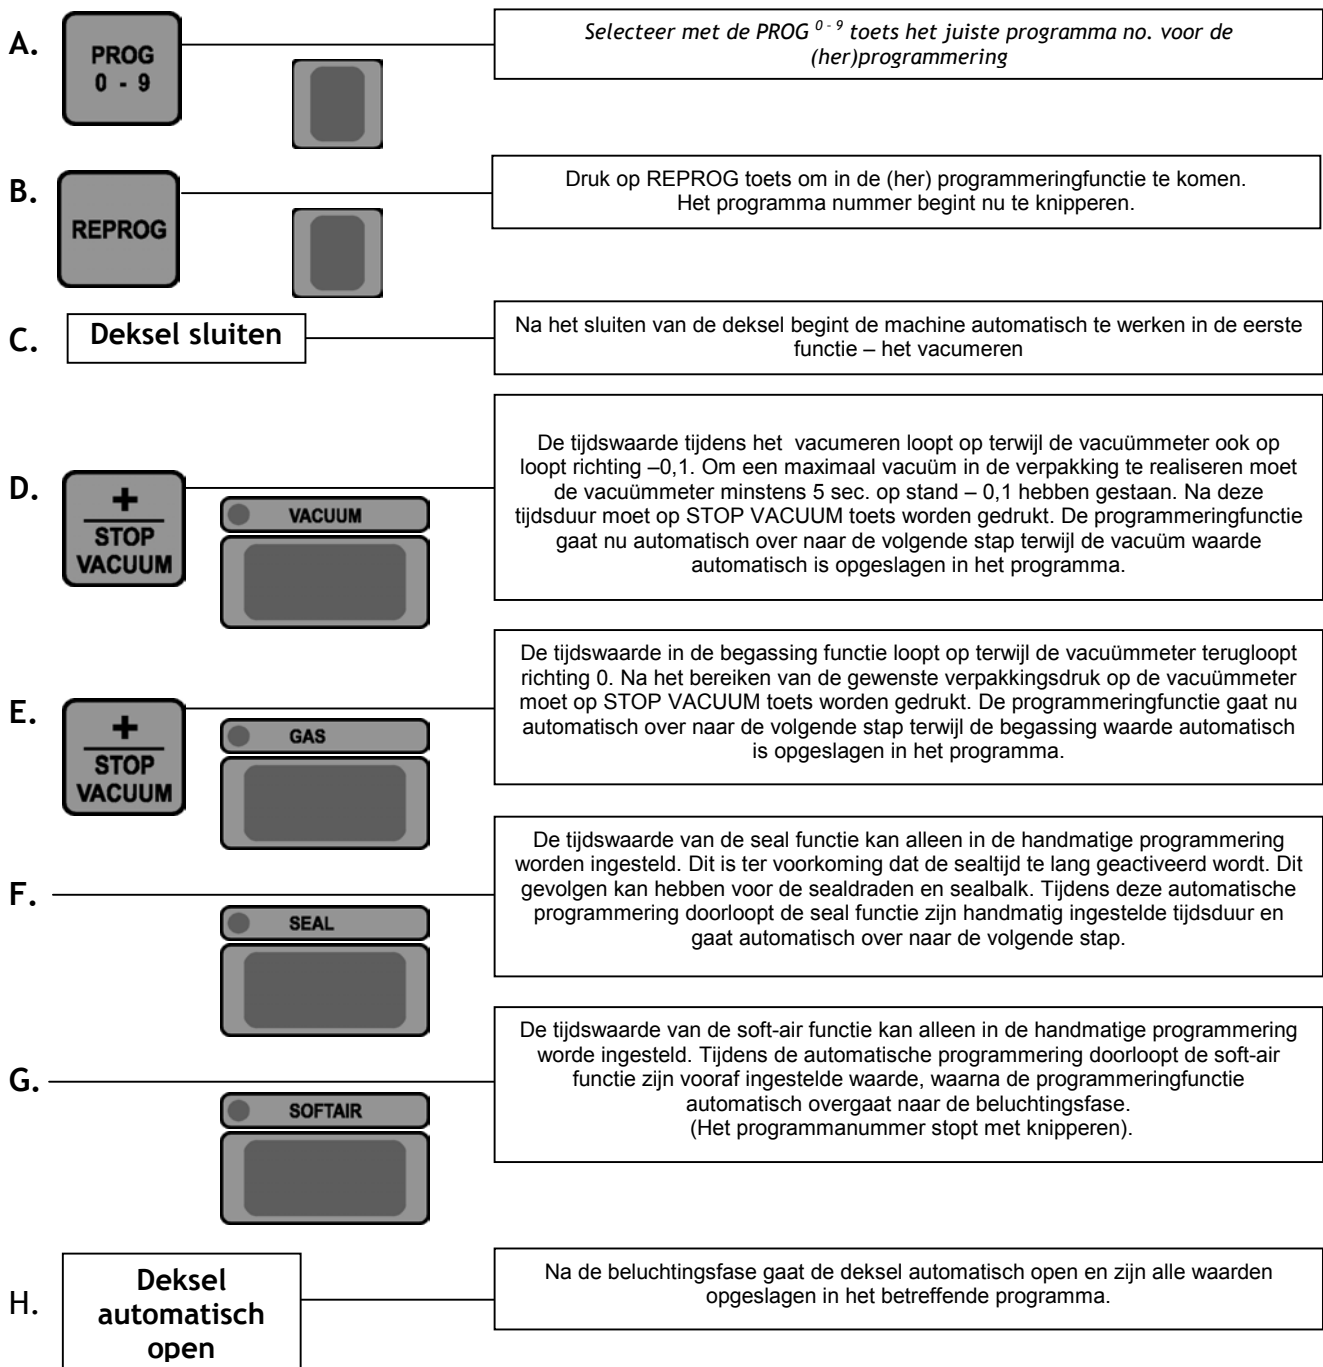 A.
PROG
0 - 9
Selecteer met de PROG 0 - 9 toets het juiste programma no. voor de
(her)programmering
B.
REPROG
Druk op REPROG toets om in de (her) programmeringfunctie te komen.
Het programma nummer begint nu te knipperen.
C.
Deksel sluiten
Na het sluiten van de deksel begint de machine automatisch te werken in de eerste
functie – het vacumeren
D.
+
STOP
VACUUM
VACUUM
De tijdswaarde tijdens het vacumeren loopt op terwijl de vacuümmeter ook op
loopt richting –0,1. Om een maximaal vacuüm in de verpakking te realiseren moet
de vacuümmeter minstens 5 sec. op stand – 0,1 hebben gestaan. Na deze
tijdsduur moet op STOP VACUUM toets worden gedrukt. De programmeringfunctie
gaat nu automatisch over naar de volgende stap terwijl de vacuüm waarde
automatisch is opgeslagen in het programma.
E.
+
STOP
VACUUM
GAS
De tijdswaarde in de begassing functie loopt op terwijl de vacuümmeter terugloopt
richting 0. Na het bereiken van de gewenste verpakkingsdruk op de vacuümmeter
moet op STOP VACUUM toets worden gedrukt. De programmeringfunctie gaat nu
automatisch over naar de volgende stap terwijl de begassing waarde automatisch
is opgeslagen in het programma.
F.
SEAL
De tijdswaarde van de seal functie kan alleen in de handmatige programmering
worden ingesteld. Dit is ter voorkoming dat de sealtijd te lang geactiveerd wordt. Dit
gevolgen kan hebben voor de sealdraden en sealbalk. Tijdens deze automatische
programmering doorloopt de seal functie zijn handmatig ingestelde tijdsduur en
gaat automatisch over naar de volgende stap.
G.
SOFTAIR
De tijdswaarde van de soft-air functie kan alleen in de handmatige programmering
worde ingesteld. Tijdens de automatische programmering doorloopt de soft-air
functie zijn vooraf ingestelde waarde, waarna de programmeringfunctie
automatisch overgaat naar de beluchtingsfase.
(Het programmanummer stopt met knipperen).
H.
Deksel
automatisch
open
Na de beluchtingsfase gaat de deksel automatisch open en zijn alle waarden
opgeslagen in het betreffende programma.